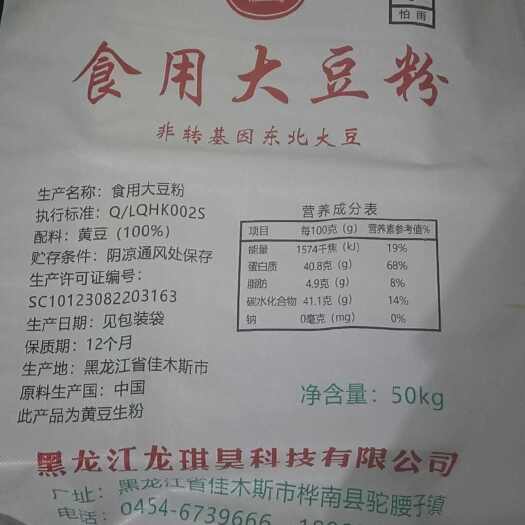 怕雨
食用大豆粉
非转基因东北大豆
生产名称：食用大豆粉
执行标准：Q/LQHK002S
配料：黄豆（100%）
贮存条件：阴凉通风处保存
生产许可证编号：
SC10123082203163
生产日期：见包装袋
保质期：12个月
生产地：黑龙江省佳木斯市
原料生产国：中国
此产品为黄豆生粉
营养成分表
项目 每100克（g） 营养素参考值%
能量 1574千焦（kJ） 19%
蛋白质 40.8克（g） 68%
脂肪 4.9克（g） 8%
碳水化合物 41.1克（g） 14%
钠 0毫克（mg） 0%
净含量：50kg
黑龙江龙琪昊科技有限公司
厂址：黑龙江省佳木斯市桦南县驼腰子镇
电话：0454-6739666